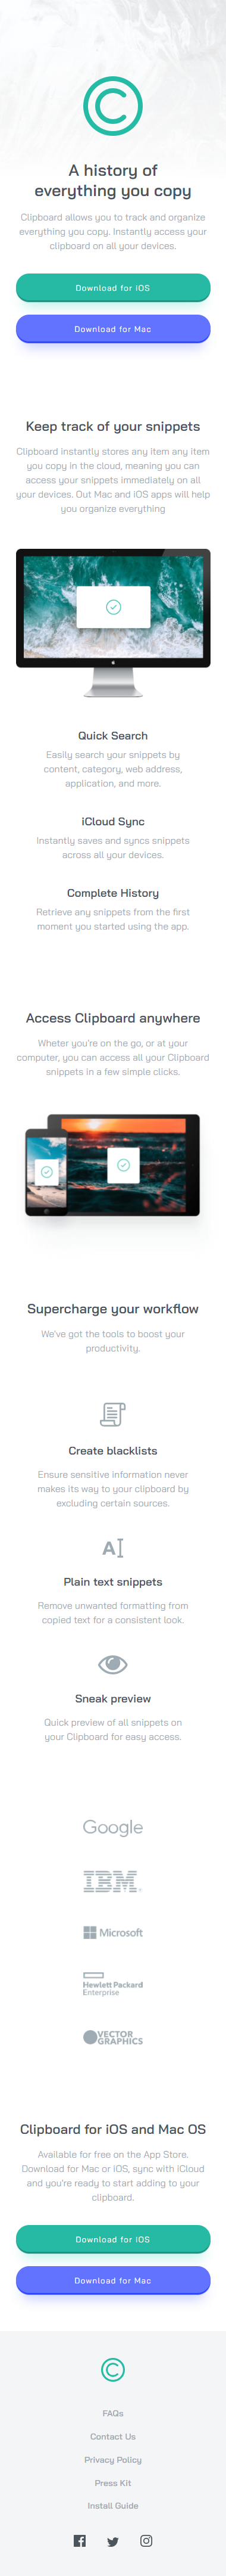 A history of
everything you copy
Clipboard allows you to track and organize
everything you copy. Instantly access your
clipboard on all your devices.
Download for iOS
Download for Mac
Keep track of your snippets
Clipboard instantly stores any item any item
you copy in the cloud, meaning you can
access your snippets immediately on all
your devices. Out Mac and iOS apps will help
you organize everything
Quick Search
Easily search your snippets by
content, category, web address,
application, and more.
iCloud Sync
Instantly saves and syncs snippets
across all your devices.
Complete History
Retrieve any snippets from the first
moment you started using the app.
Access Clipboard anywhere
Wheter you're on the go, or at your
computer, you can access all your Clipboard
snippets in a few simple clicks.
Supercharge your workflow
We've got the tools to boost your
productivity.
Create blacklists
Ensure sensitive information never
makes its way to your clipboard by
excluding certain sources.
A
Plain text snippets
Remove unwanted formatting from
copied text for a consistent look.
Sneak preview
Quick preview of all snippets on
your Clipboard for easy access.
Google
IBM
Microsoft
Hewlett Packard
Enterprise
VECTOR
GRAPHICS
Clipboard for iOS and Mac OS
Available for free on the App Store.
Download for Mac or iOS, sync with iCloud
and you're ready to start adding to your
clipboard.
Download for iOS
Download for Mac
FAQs
Contact Us
Privacy Policy
Press Kit
Install Guide